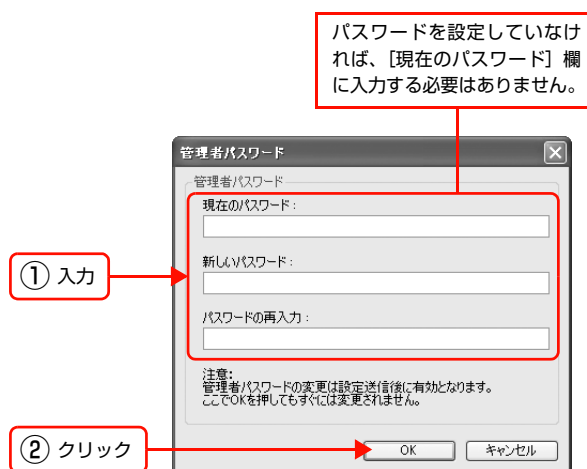 パスワードを設定していなけ
れば、［現在のパスワード］欄
に入力する必要はありません。
管理者パスワード
管理者パスワード
現在のパスワード：
① 入力
新しいパスワード：
パスワードの再入力：
注意：
管理者パスワードの変更は設定送信後に有効となります。
ここでOKを押してもすぐには変更されません。
② クリック
OK キャンセル